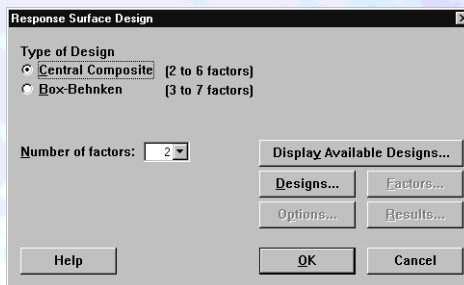 Response Surface Design
Type of Design
Central Composite (2 to 6 factors)
Box-Behnken (3 to 7 factors)
Number of factors: 2
Display Available Designs...
Designs... Factors...
Options... Results...
Help OK Cancel